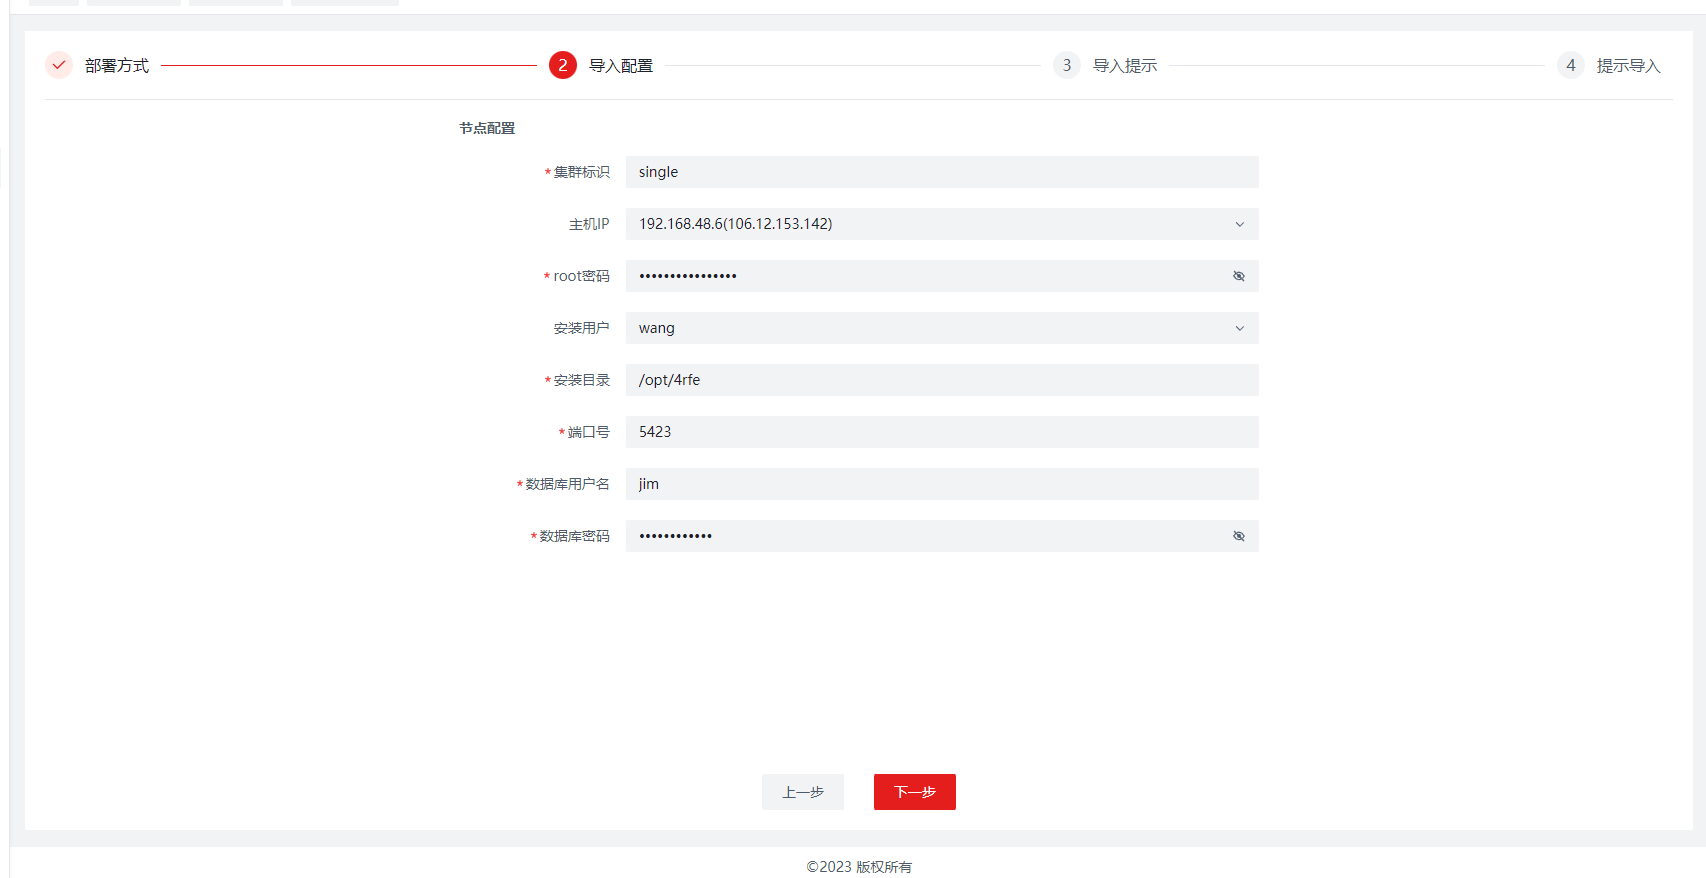 部署方式
2 导入配置
3 导入提示
4 提示导入
节点配置
*集群标识 single
主机IP 192.168.48.6(106.12.153.142)
*root密码 ••••••••••••••••
安装用户 wang
*安装目录 /opt/4rfe
*端口号 5423
*数据库用户名 jim
*数据库密码 ••••••••••••
上一步 下一步
©2023 版权所有